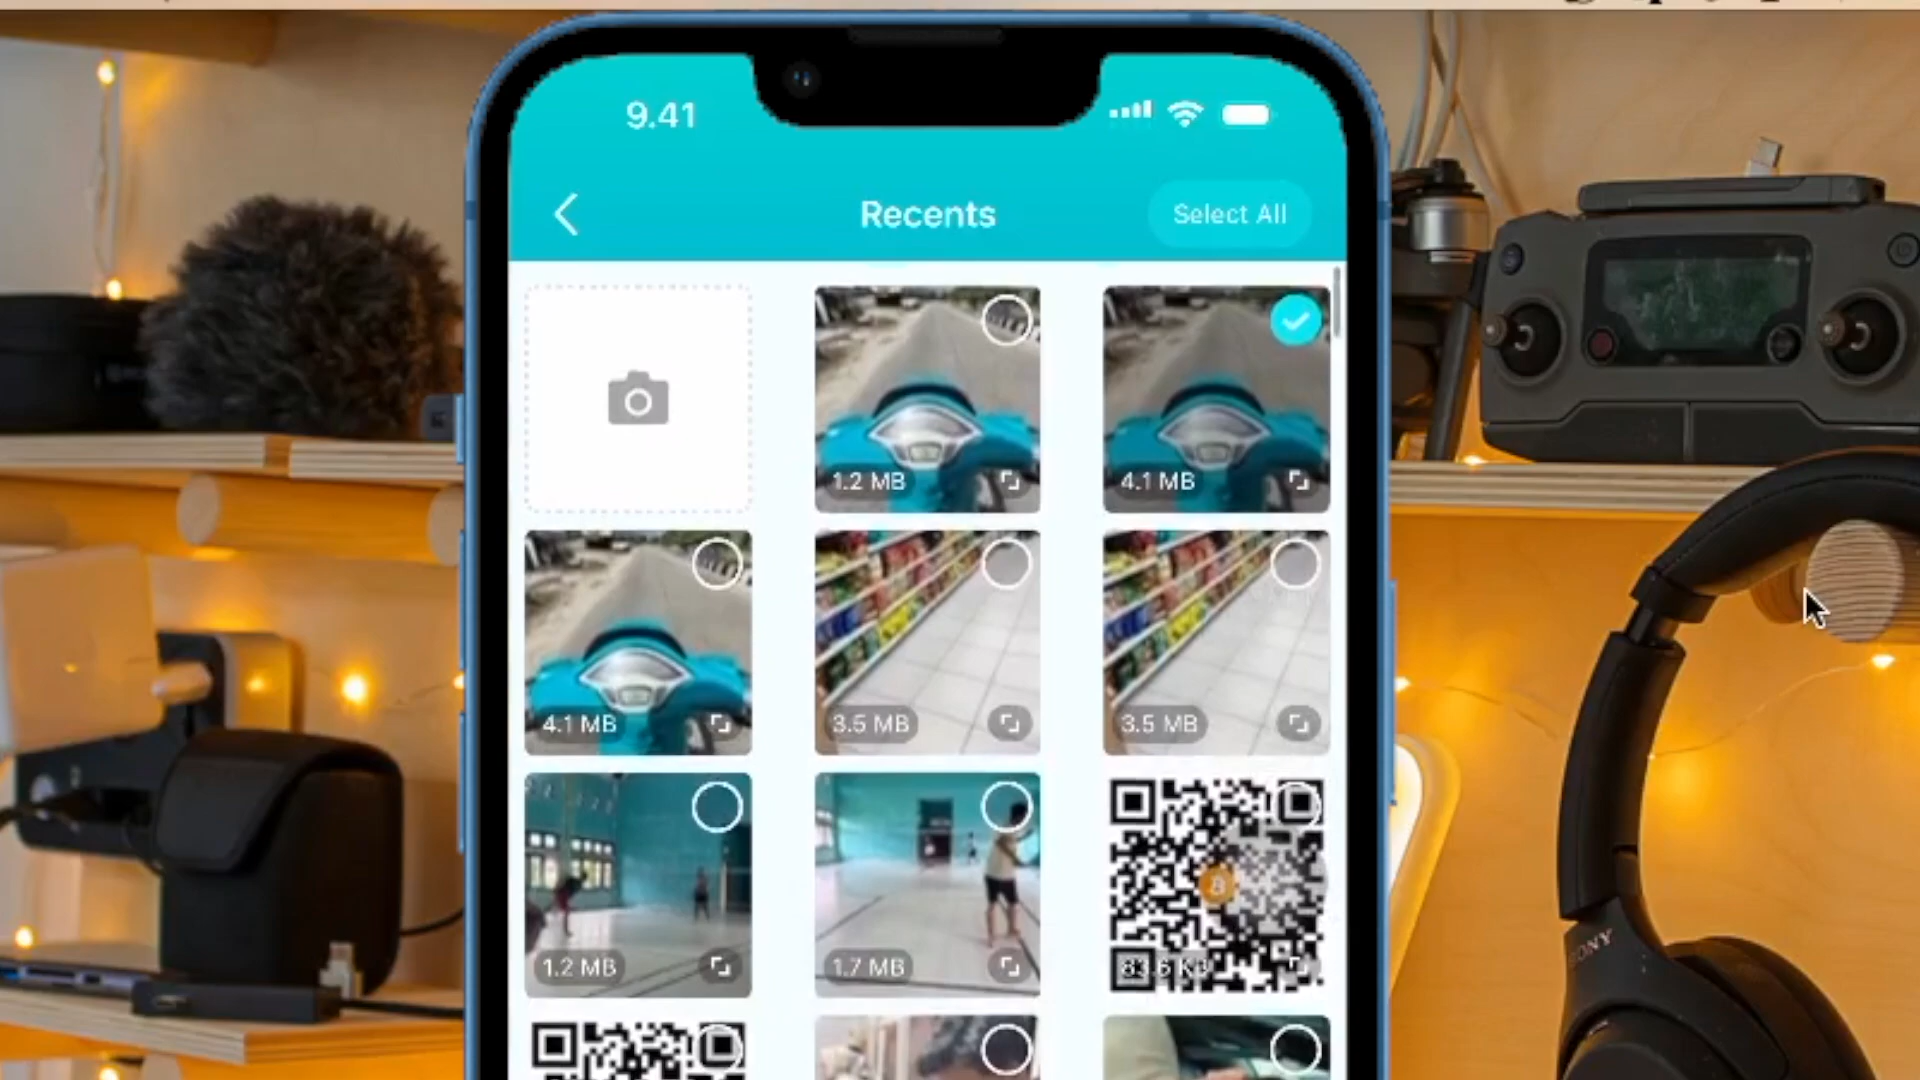 9.41
Recents
Select All
1.2 MB
4.1 MB
4.1 MB
3.5 MB
3.5 MB
1.2 MB
1.7 MB
83.6 KB
SONY